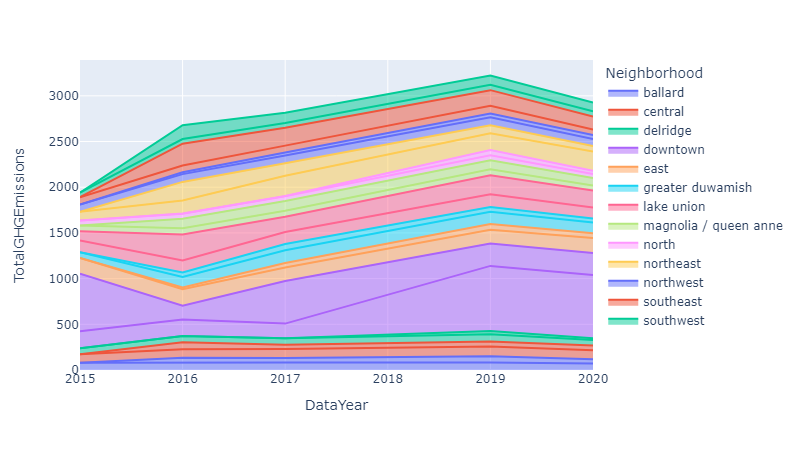 Neighborhood
ballard
central
delridge
downtown
east
greater duwamish
lake union
magnolia / queen anne
north
northeast
northwest
southeast
southwest
TotalGHGEmissions
3000
2500
2000
1500
1000
500
0
2015 2016 2017 2018 2019 2020
DataYear